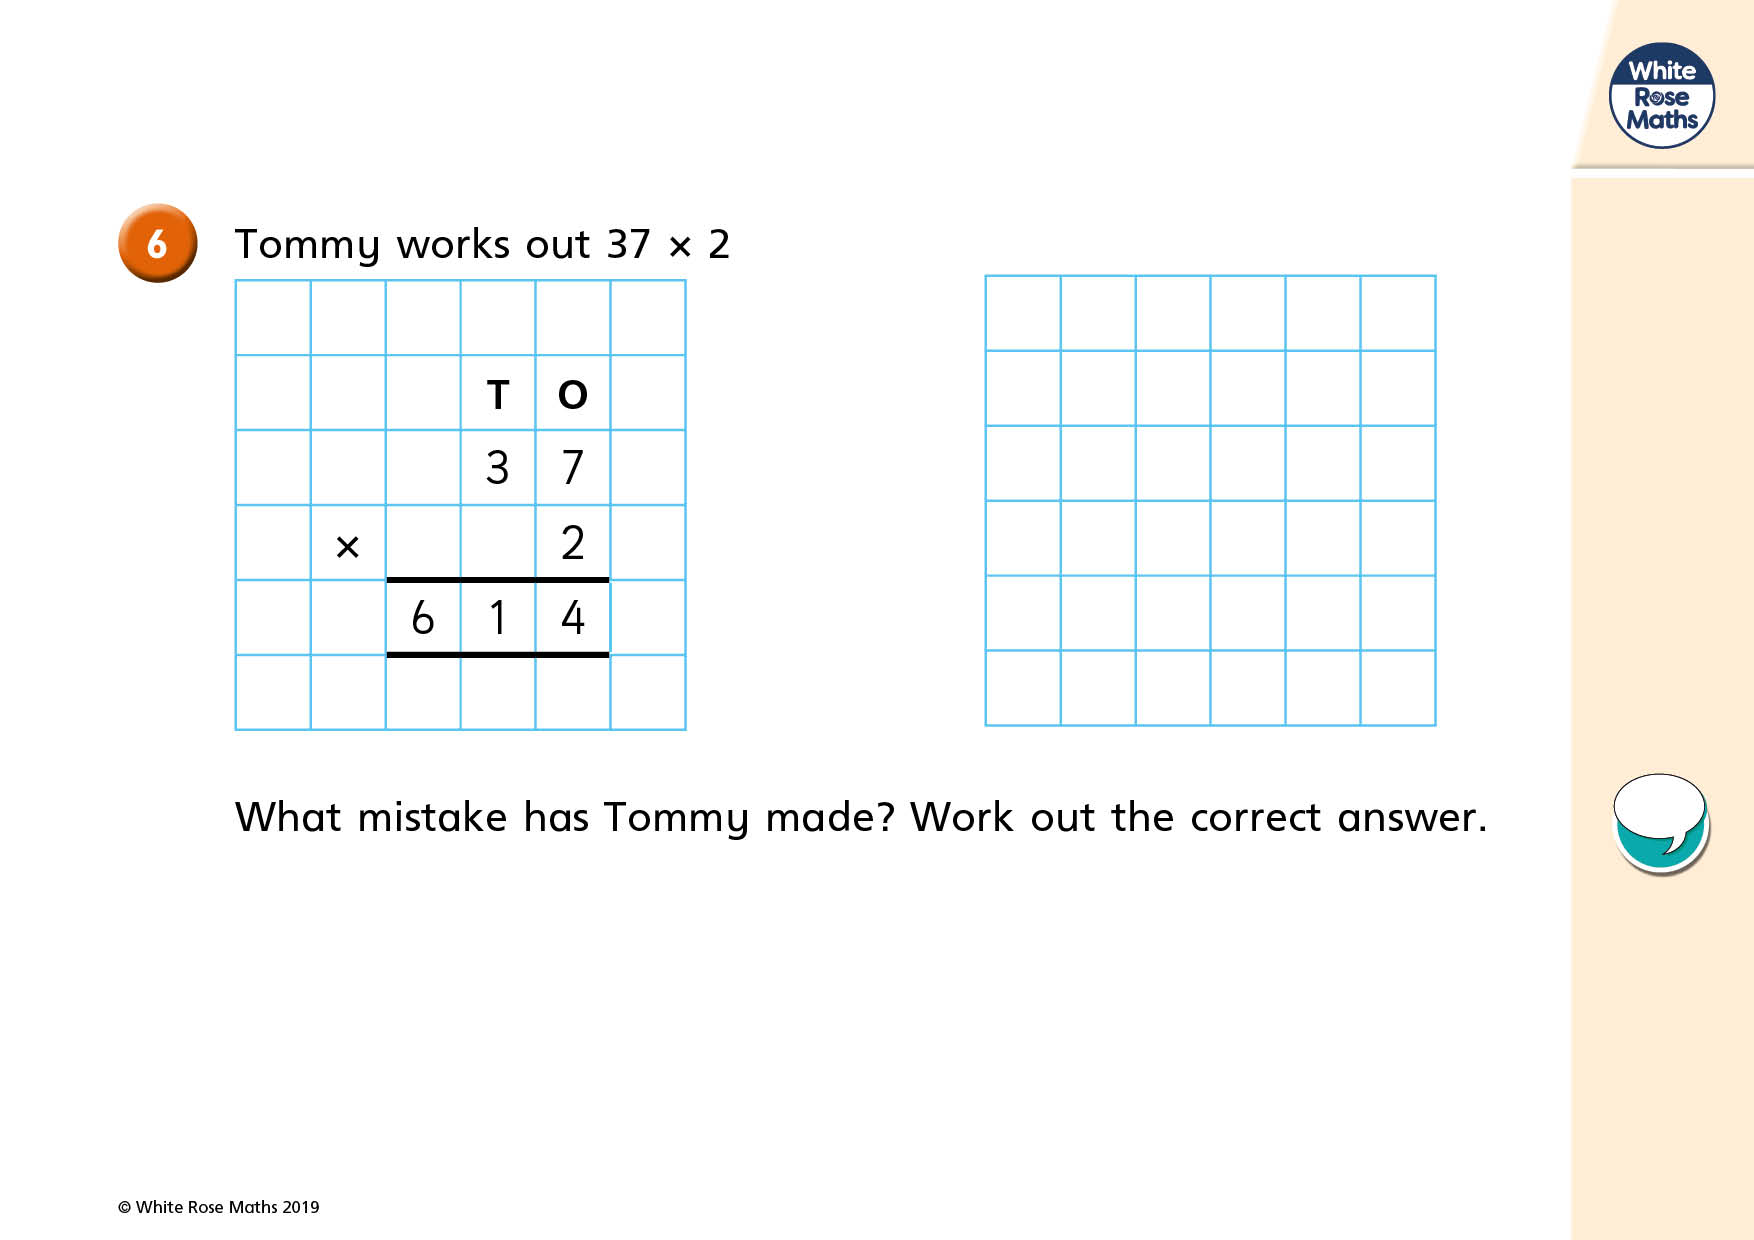 White
Rose
Maths
6 Tommy works out 37 × 2
T O
3 7
× 2
6 1 4
What mistake has Tommy made? Work out the correct answer.
© White Rose Maths 2019